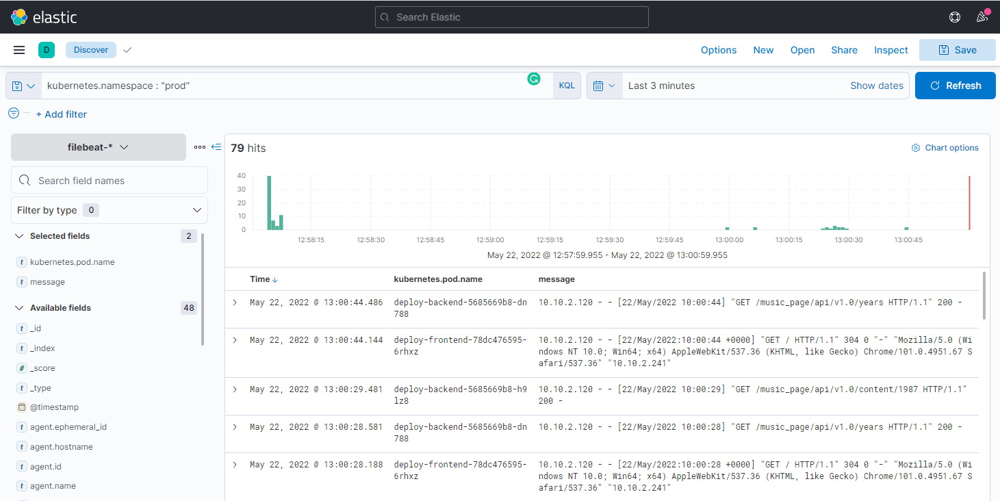 elastic
Search Elastic
D
Discover
Options
New
Open
Share
Inspect
Save
kubernetes.namespace : "prod"
KQL
Last 3 minutes
Show dates
Refresh
+ Add filter
filebeat-*
Search field names
Filter by type 0
Selected fields 2
t kubernetes.pod.name
t message
Available fields 48
t _id
t _index
# _score
t _type
@timestamp
t agent.ephemeral_id
t agent.hostname
t agent.id
t agent.name
79 hits
Chart options
40
30
20
10
0
12:58:15 12:58:30 12:58:45 12:59:00 12:59:15 12:59:30 12:59:45 13:00:00 13:00:15 13:00:30 13:00:45
May 22, 2022 @ 12:57:59.955 - May 22, 2022 @ 13:00:59.955
Time kubernetes.pod.name message
May 22, 2022 @ 13:00:44.486 deploy-backend-5685669b8-dn 10.10.2.120 - - [22/May/2022 10:00:44] "GET /music_page/api/v1.0/years HTTP/1.1" 200 -
788
May 22, 2022 @ 13:00:44.144 deploy-frontend-78dc476595- 10.10.2.120 - - [22/May/2022:10:00:44 +0000] "GET / HTTP/1.1" 304 0 "-" "Mozilla/5.0 (Wi
6rhxz ndows NT 10.0; Win64; x64) AppleWebKit/537.36 (KHTML, like Gecko) Chrome/101.0.4951.67 S
afari/537.36" "10.10.2.241"
May 22, 2022 @ 13:00:29.481 deploy-backend-5685669b8-h9 10.10.2.120 - - [22/May/2022 10:00:29] "GET /music_page/api/v1.0/content/1987 HTTP/1.1"
lz8 200 -
May 22, 2022 @ 13:00:28.581 deploy-backend-5685669b8-dn 10.10.2.120 - - [22/May/2022 10:00:28] "GET /music_page/api/v1.0/years HTTP/1.1" 200 -
788
May 22, 2022 @ 13:00:28.188 deploy-frontend-78dc476595- 10.10.2.120 - - [22/May/2022:10:00:28 +0000] "GET / HTTP/1.1" 304 0 "-" "Mozilla/5.0 (Wi
6rhxz ndows NT 10.0; Win64; x64) AppleWebKit/537.36 (KHTML, like Gecko) Chrome/101.0.4951.67 S
afari/537.36" "10.10.2.241"